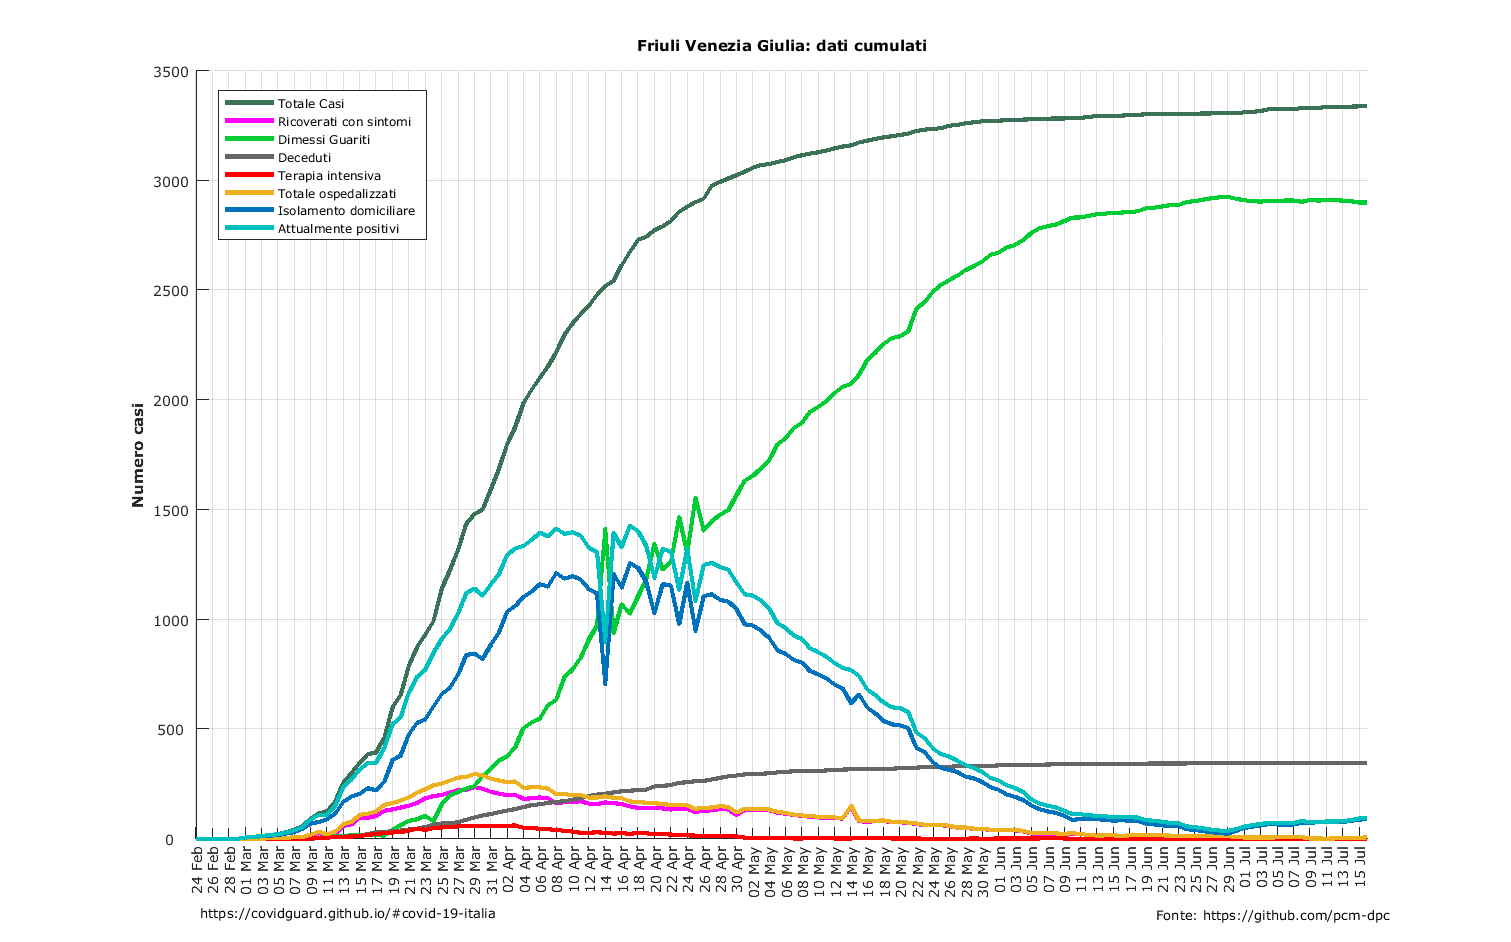 Friuli Venezia Giulia: dati cumulati
Numero casi
3500
3000
2500
2000
1500
1000
500
0
Totale Casi
Ricoverati con sintomi
Dimessi Guariti
Deceduti
Terapia intensiva
Totale ospedalizzati
Isolamento domiciliare
Attualmente positivi
24 Feb
26 Feb
28 Feb
01 Mar
03 Mar
05 Mar
07 Mar
09 Mar
11 Mar
13 Mar
15 Mar
17 Mar
19 Mar
21 Mar
23 Mar
25 Mar
27 Mar
29 Mar
31 Mar
02 Apr
04 Apr
06 Apr
08 Apr
10 Apr
12 Apr
14 Apr
16 Apr
18 Apr
20 Apr
22 Apr
24 Apr
26 Apr
28 Apr
30 Apr
02 May
04 May
06 May
08 May
10 May
12 May
14 May
16 May
18 May
20 May
22 May
24 May
26 May
28 May
30 May
01 Jun
03 Jun
05 Jun
07 Jun
09 Jun
11 Jun
13 Jun
15 Jun
17 Jun
19 Jun
21 Jun
23 Jun
25 Jun
27 Jun
29 Jun
01 Jul
03 Jul
05 Jul
07 Jul
09 Jul
11 Jul
13 Jul
15 Jul
https://covidguard.github.io/#covid-19-italia
Fonte: https://github.com/pcm-dpc